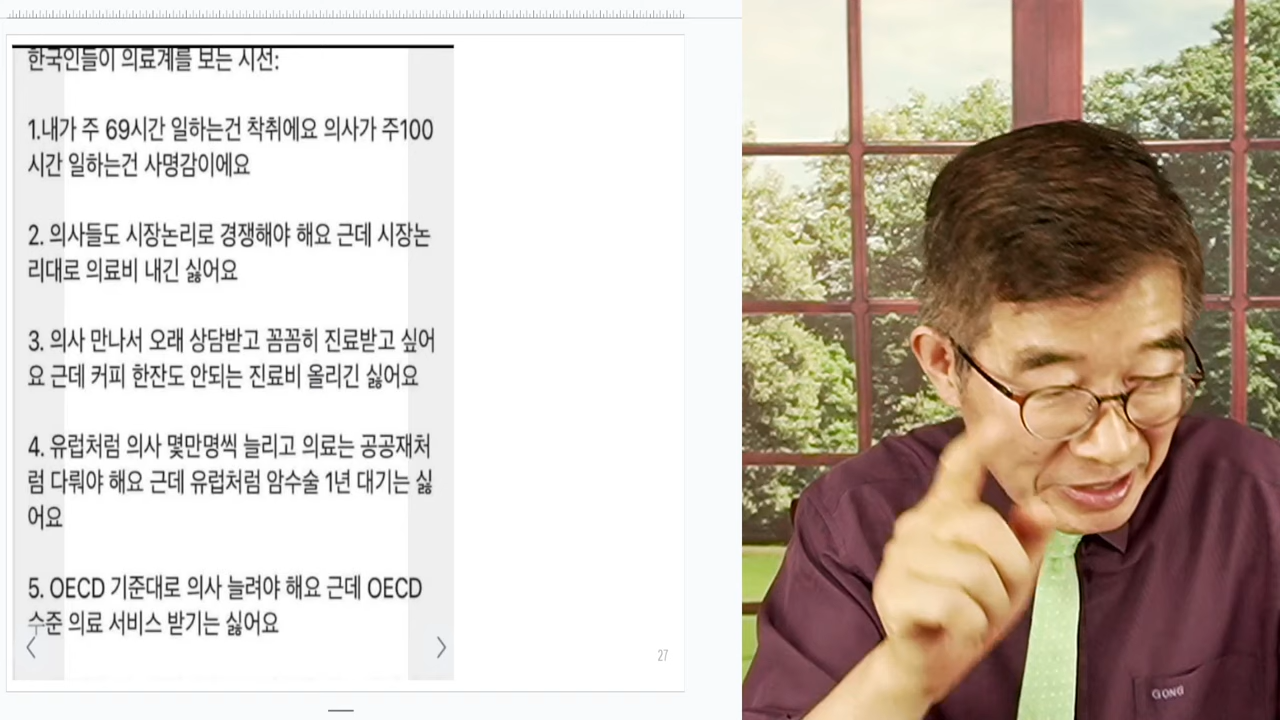 한국인들이 의료계를 보는 시선:
1.내가 주 69시간 일하는건 착취에요 의사가 주100
시간 일하는건 사명감이에요
2. 의사들도 시장논리로 경쟁해야 해요 근데 시장논
리대로 의료비 내긴 싫어요
3. 의사 만나서 오래 상담받고 꼼꼼히 진료받고 싶어
요 근데 커피 한잔도 안되는 진료비 올리긴 싫어요
4. 유럽처럼 의사 몇만명씩 늘리고 의료는 공공재처
럼 다뤄야 해요 근데 유럽처럼 암수술 1년 대기는 싫
어요
5. OECD 기준대로 의사 늘려야 해요 근데 OECD
수준 의료 서비스 받기는 싫어요
27
GONG